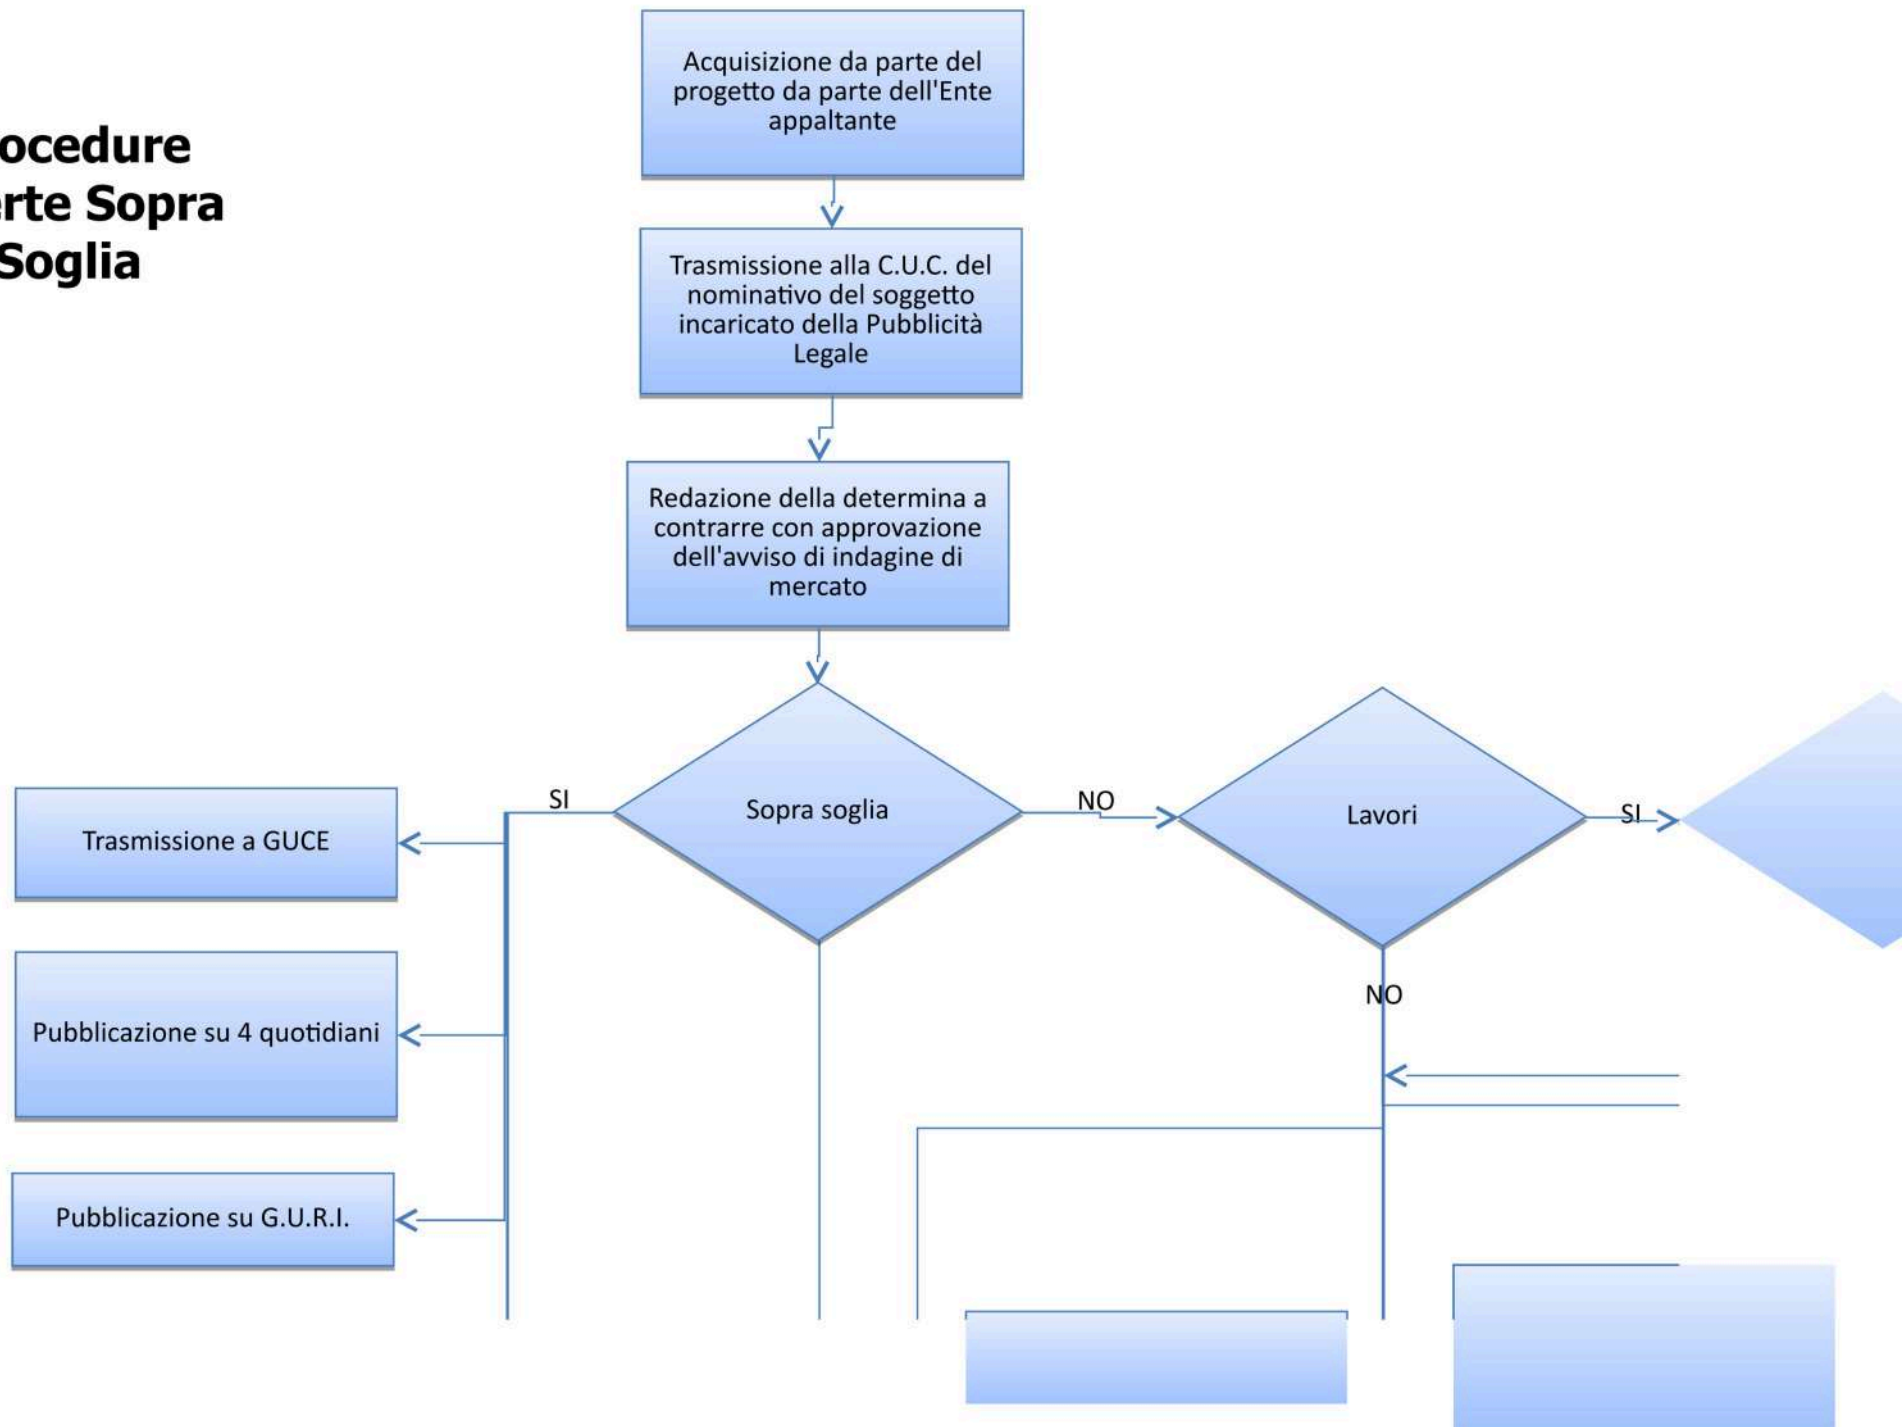 Acquisizione da parte del
progetto da parte dell'Ente
appaltante
ocedure
erte Sopra
Soglia
Trasmissione alla C.U.C. del
nominativo del soggetto
incaricato della Pubblicità
Legale
Redazione della determina a
contrarre con approvazione
dell'avviso di indagine di
mercato
SI
Sopra soglia
NO
Lavori
SI
Trasmissione a GUCE
NO
Pubblicazione su 4 quotidiani
Pubblicazione su G.U.R.I.